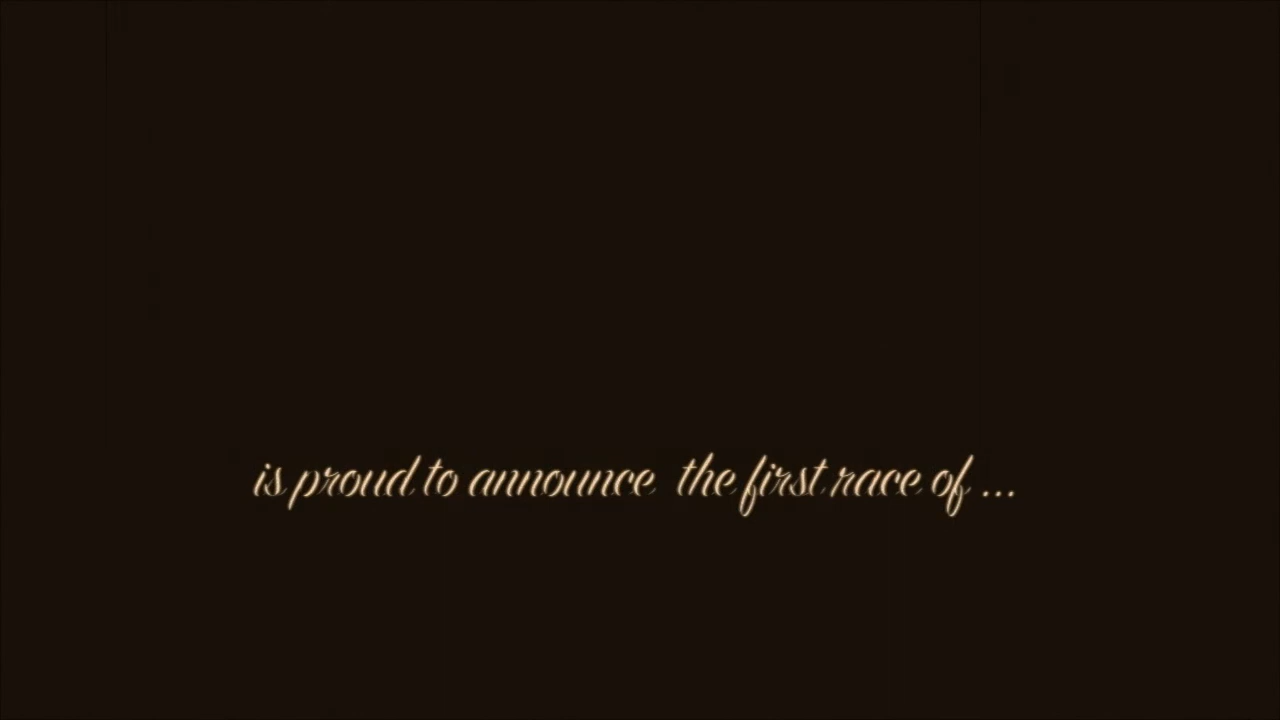 is proud to announce  the first race of ...